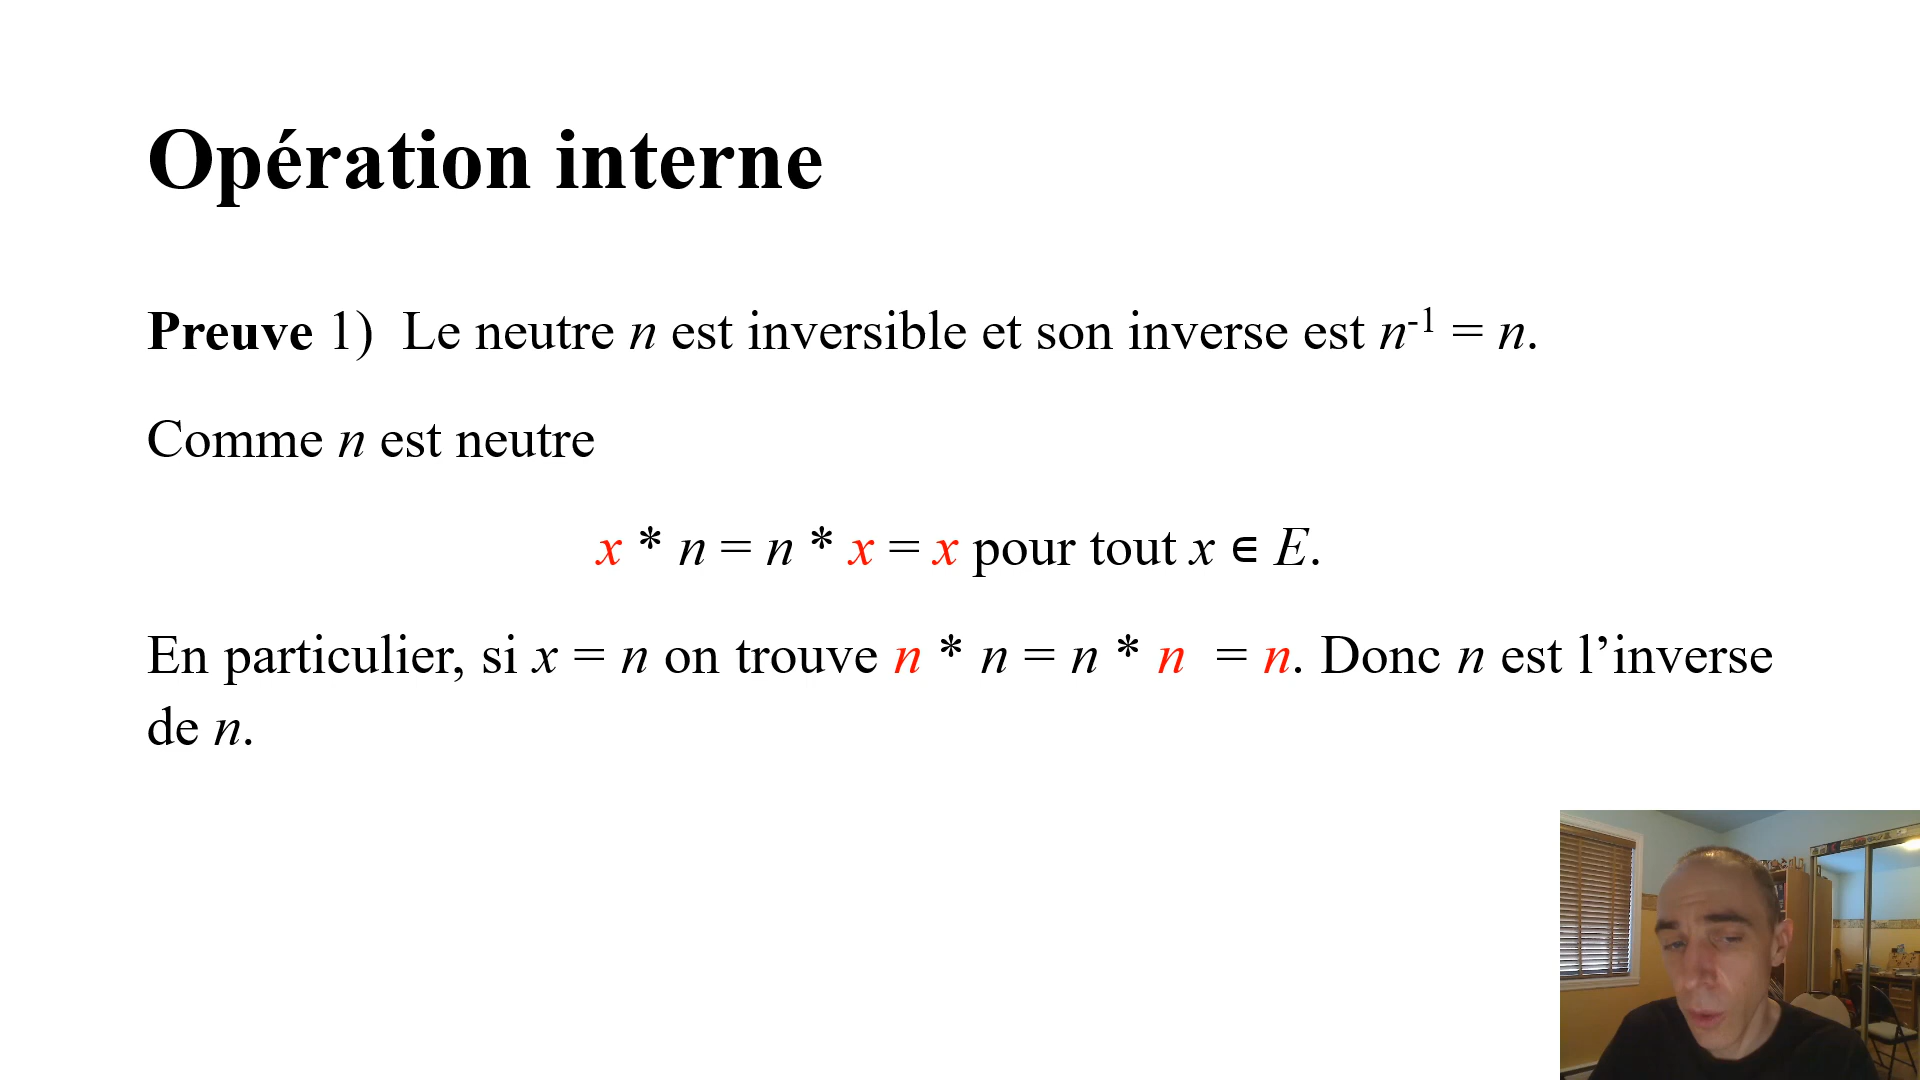 Opération interne
Preuve 1) Le neutre n est inversible et son inverse est n⁻¹ = n.
Comme n est neutre
x * n = n * x = x pour tout x ∈ E.
En particulier, si x = n on trouve n * n = n * n = n. Donc n est l’inverse
de n.